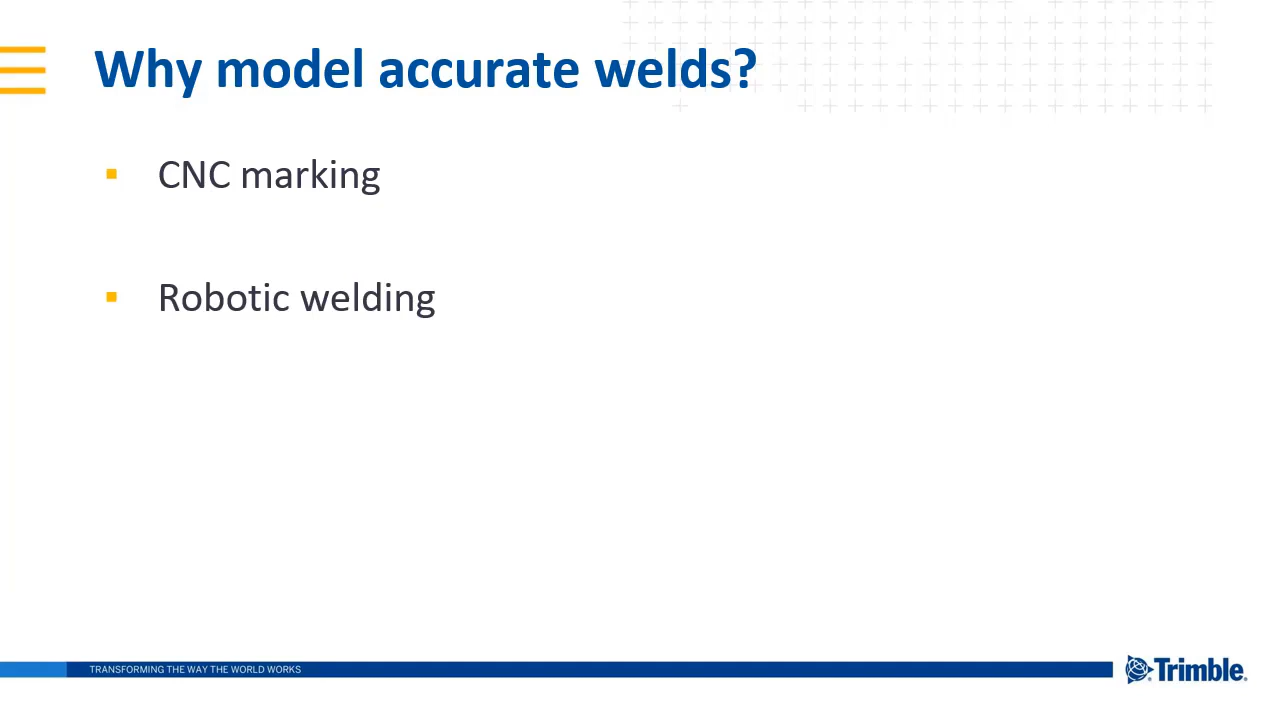 Why model accurate welds?
▪ CNC marking
▪ Robotic welding
TRANSFORMING THE WAY THE WORLD WORKS
Trimble.